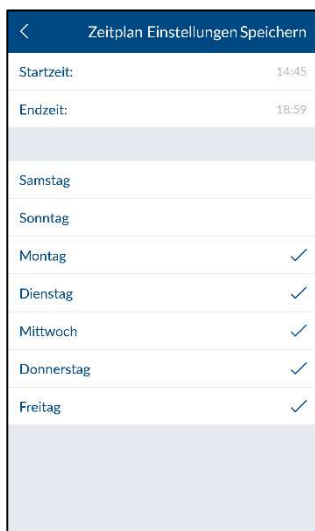 Zeitplan Einstellungen Speichern
Startzeit: 14:45
Endzeit: 18:59
Samstag
Sonntag
Montag
Dienstag
Mittwoch
Donnerstag
Freitag